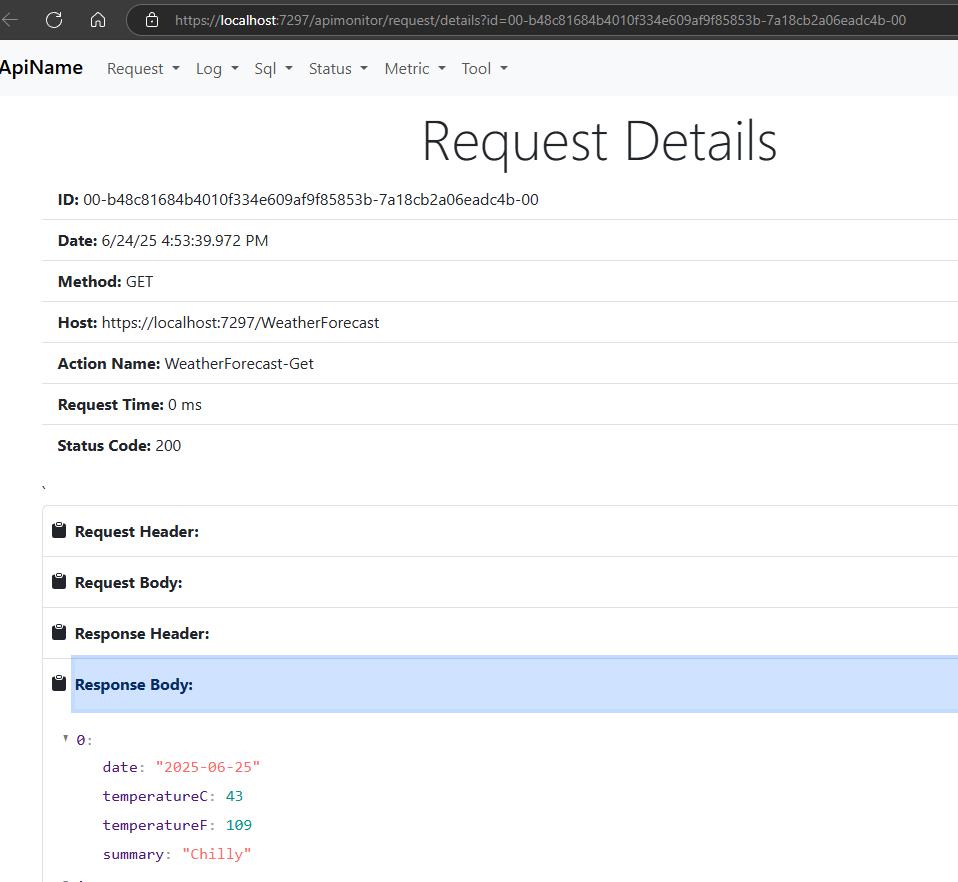 https://localhost:7297/apimonitor/request/details?id=00-b48c81684b4010f334e609af9f85853b-7a18cb2a06eadc4b-00
ApiName Request Log Sql Status Metric Tool
Request Details
ID: 00-b48c81684b4010f334e609af9f85853b-7a18cb2a06eadc4b-00
Date: 6/24/25 4:53:39.972 PM
Method: GET
Host: https://localhost:7297/WeatherForecast
Action Name: WeatherForecast-Get
Request Time: 0 ms
Status Code: 200
`
Request Header:
Request Body:
Response Header:
Response Body:
0:
date: "2025-06-25"
temperatureC: 43
temperatureF: 109
summary: "Chilly"